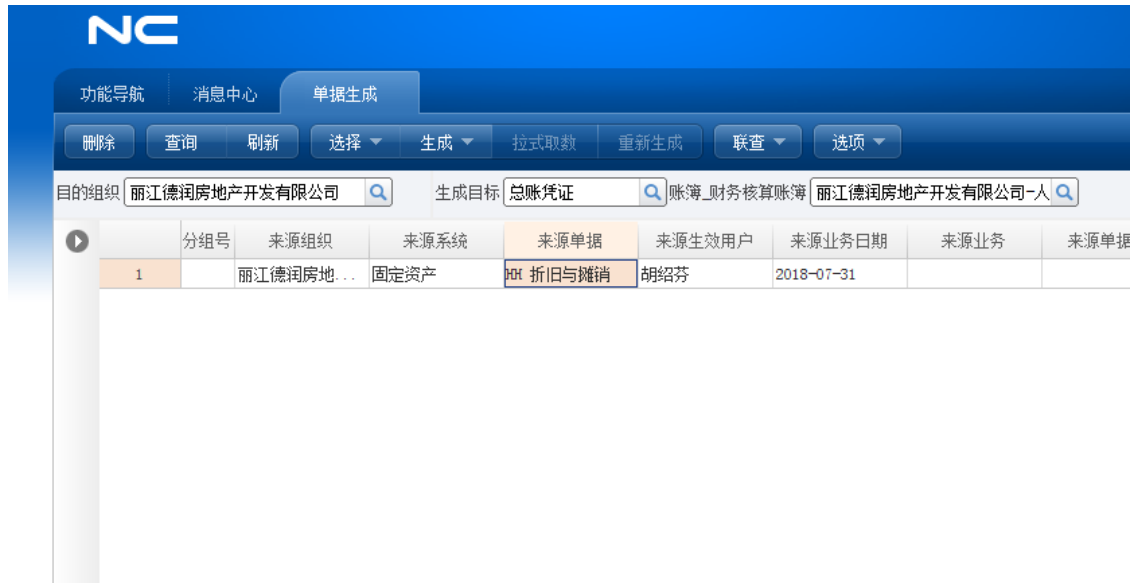 NC
功能导航 消息中心 单据生成
删除 查询 刷新 选择 生成 拉式取数 重新生成 联查 选项
目的组织 丽江德润房地产开发有限公司 生成目标 总账凭证 账簿_财务核算账簿 丽江德润房地产开发有限公司-人
分组号 来源组织 来源系统 来源单据 来源生效用户 来源业务日期 来源业务 来源单据
1 丽江德润房地... 固定资产 HH 折旧与摊销 胡绍芬 2018-07-31